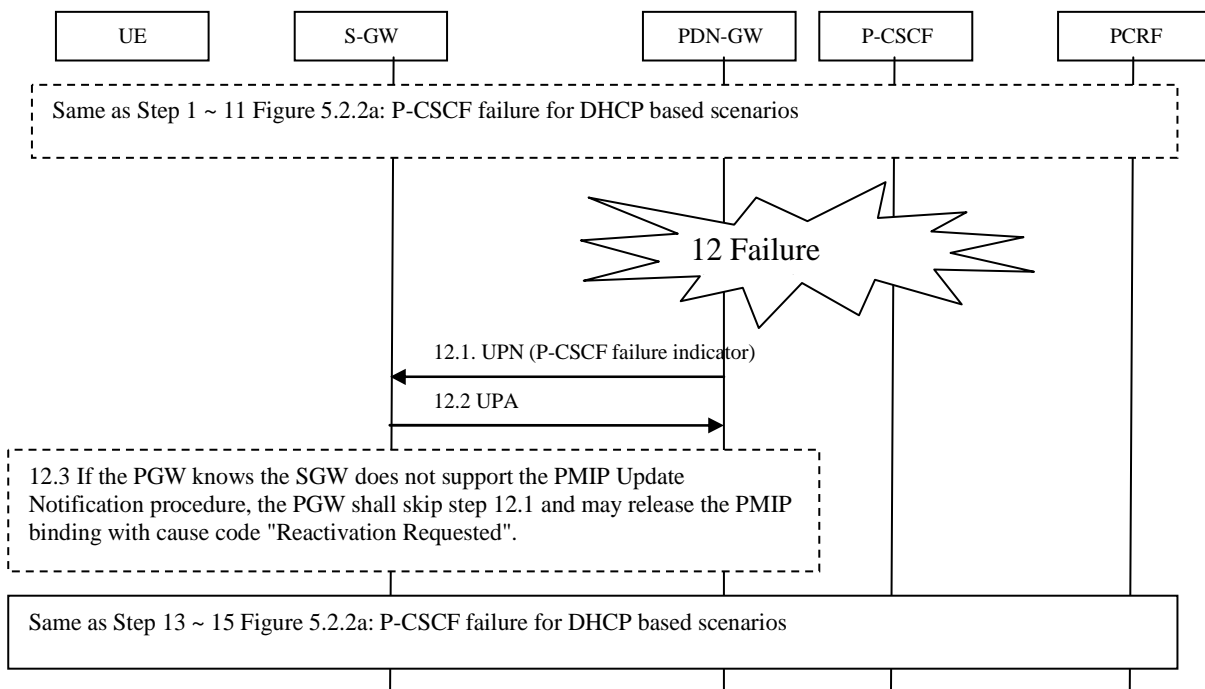 UE
S-GW
PDN-GW
P-CSCF
PCRF
Same as Step 1 ~ 11 Figure 5.2.2a: P-CSCF failure for DHCP based scenarios
12 Failure
12.1. UPN (P-CSCF failure indicator)
12.2 UPA
12.3 If the PGW knows the SGW does not support the PMIP Update
Notification procedure, the PGW shall skip step 12.1 and may release the PMIP
binding with cause code "Reactivation Requested".
Same as Step 13 ~ 15 Figure 5.2.2a: P-CSCF failure for DHCP based scenarios